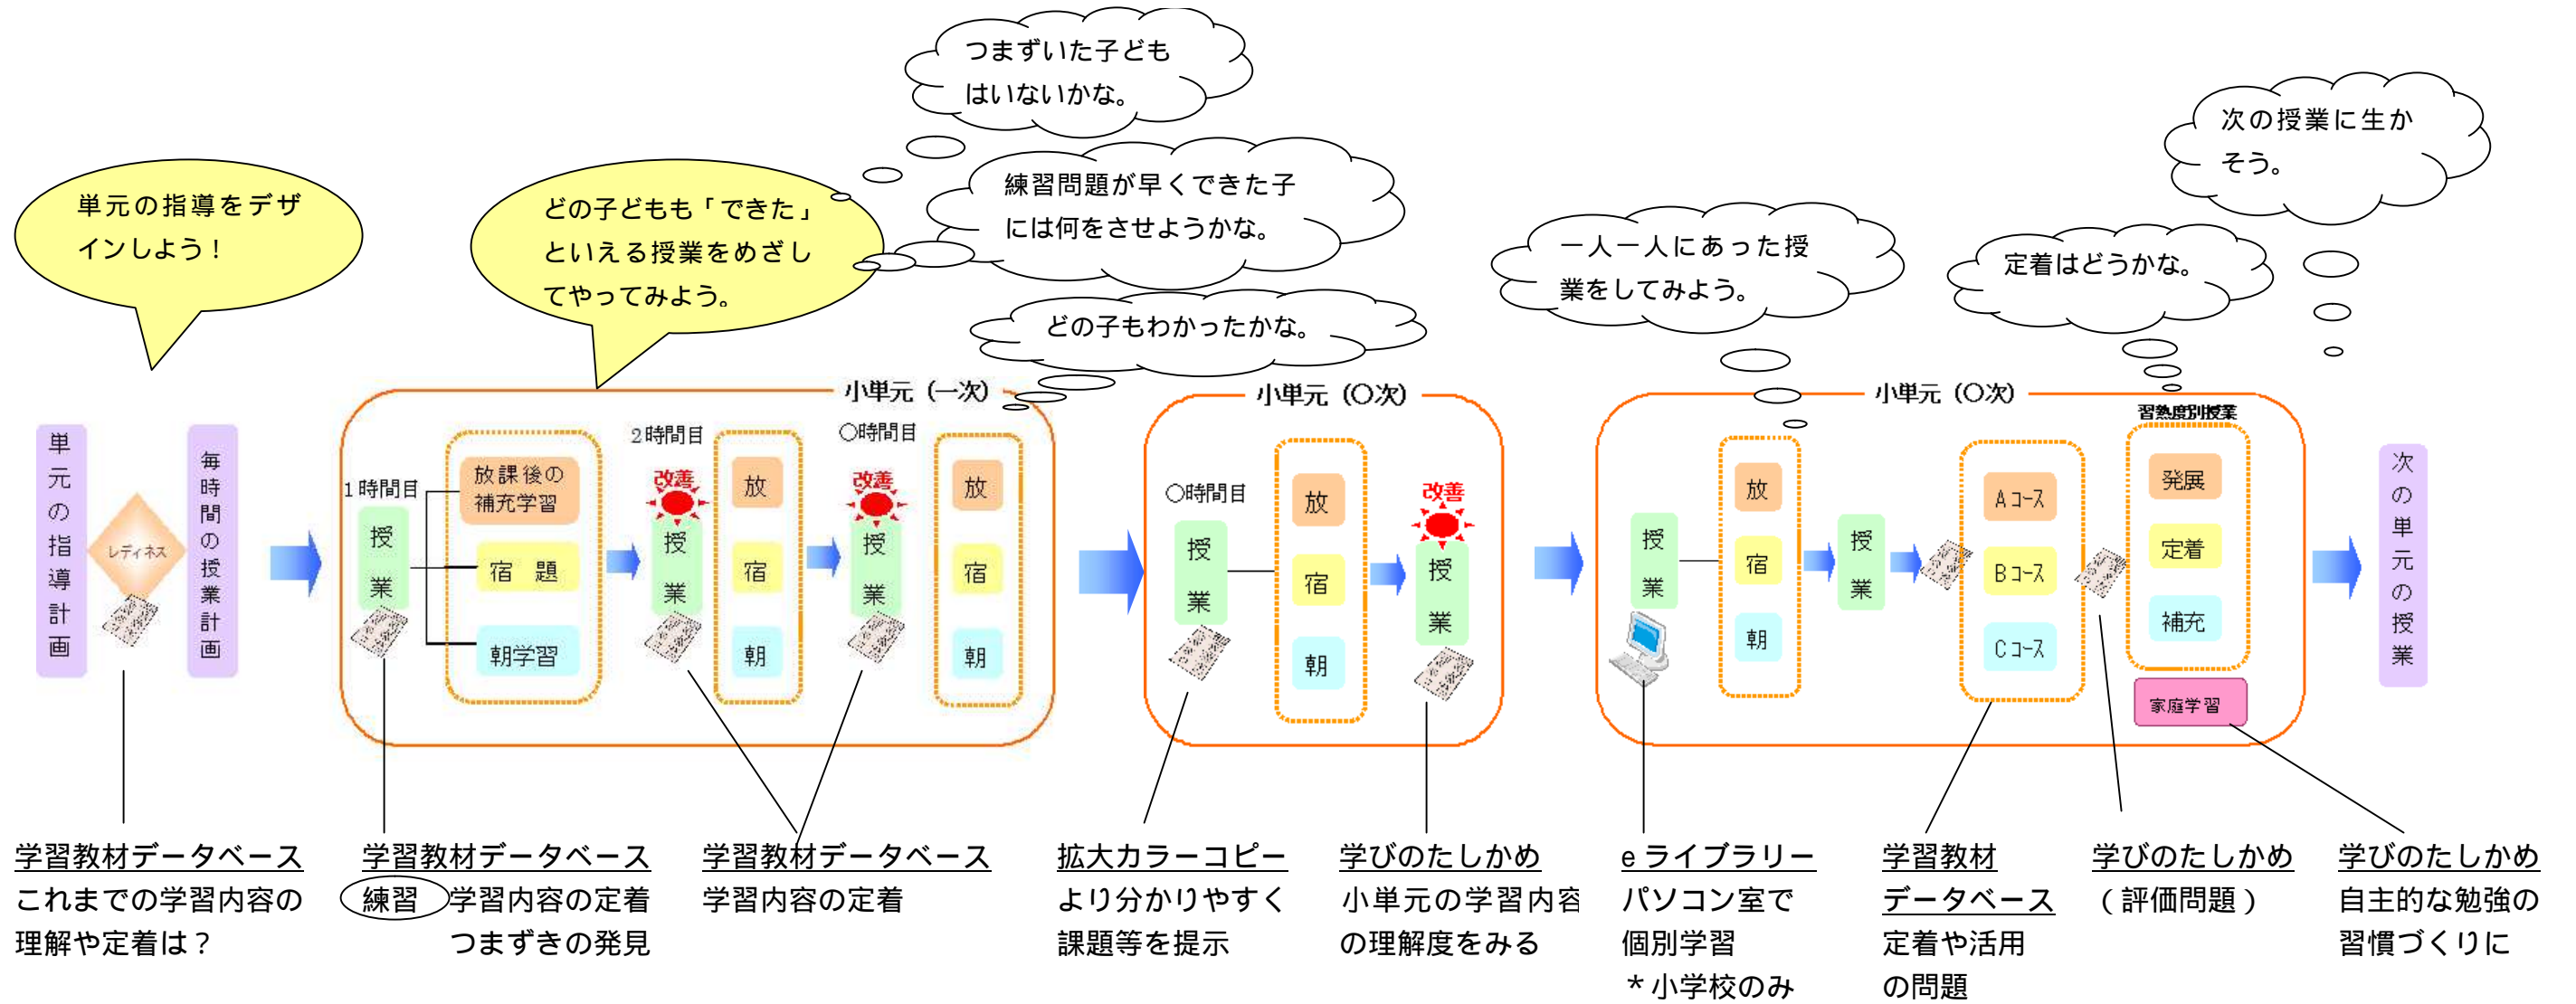 つまずいた子ども
はいないかな。
次の授業に生か
そう。
練習問題が早くできた子
には何をさせようかな。
単元の指導をデザ
インしよう！
どの子どもも「できた」
といえる授業をめざし
てやってみよう。
一人一人にあった授
業をしてみよう。
定着はどうかな。
どの子もわかったかな。
単元の指導計画
レディネス
毎時間の授業計画
小単元（一次）
1時間目
授業
放課後の
補充学習
宿題
朝学習
2時間目
改善
授業
放
宿
朝
〇時間目
改善
授業
放
宿
朝
小単元（〇次）
〇時間目
授業
放
宿
朝
改善
授業
小単元（〇次）
授業
放
宿
朝
授業
Aコース
Bコース
Cコース
習熟度別授業
発展
定着
補充
家庭学習
次の単元の授業
学習教材データベース
これまでの学習内容の
理解や定着は？
学習教材データベース
練習 学習内容の定着
つまずきの発見
学習教材データベース
学習内容の定着
拡大カラーコピー
より分かりやすく
課題等を提示
学びのたしかめ
小単元の学習内容
の理解度をみる
eライブラリー
パソコン室で
個別学習
＊小学校のみ
学習教材
データベース
定着や活用
の問題
学びのたしかめ
（評価問題）
学びのたしかめ
自主的な勉強の
習慣づくりに